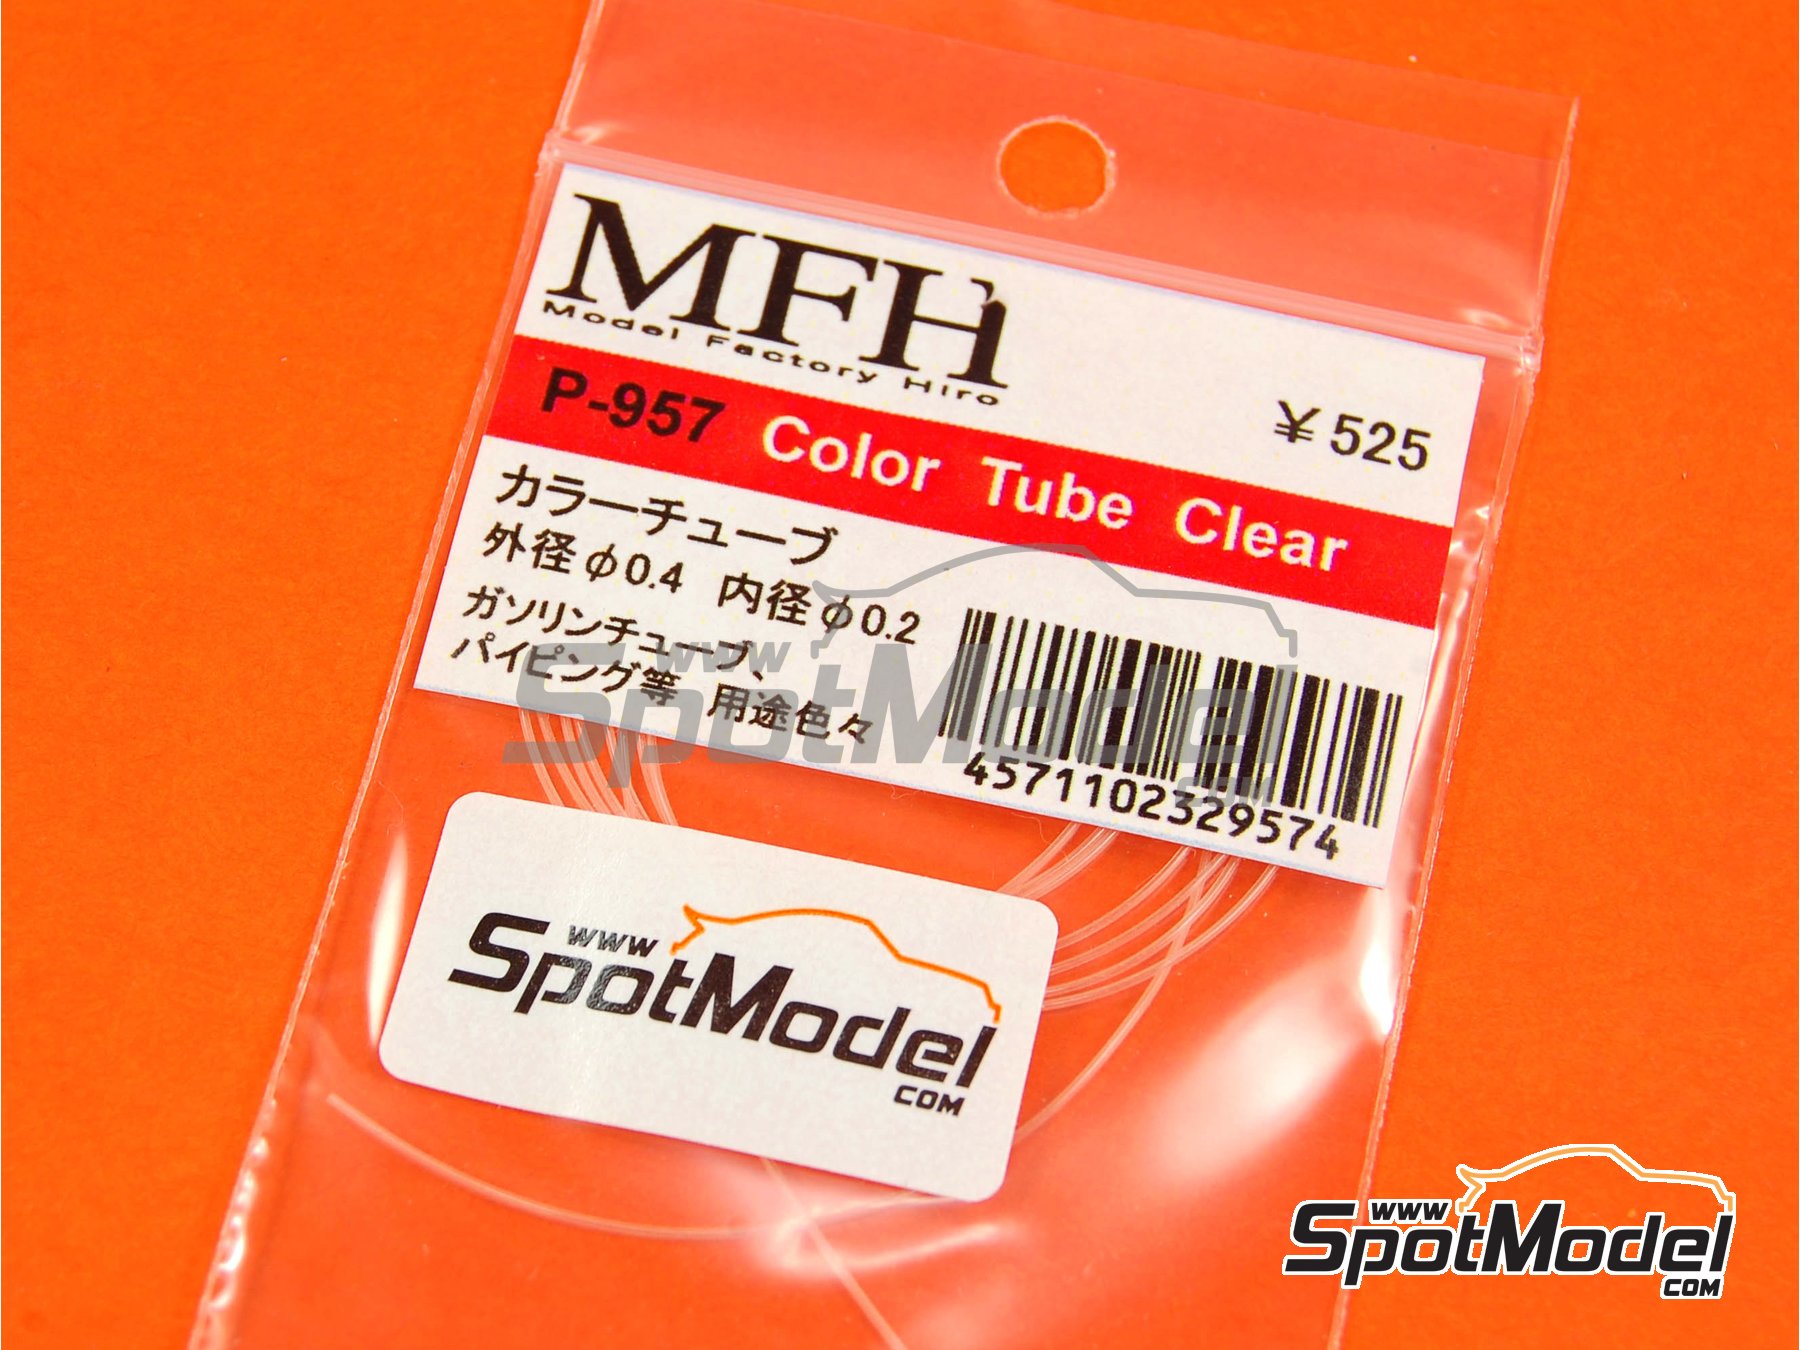 MFH
Model Factory Hiro
¥525
P-957 Color Tube Clear
カラーチューブ
外径φ0.4 内径φ0.2
ガソリンチューブ、
パイピング等 用途色々
4571102329574
www
SpotModel
COM
www
SpotModel
COM
www
SpotModel
COM